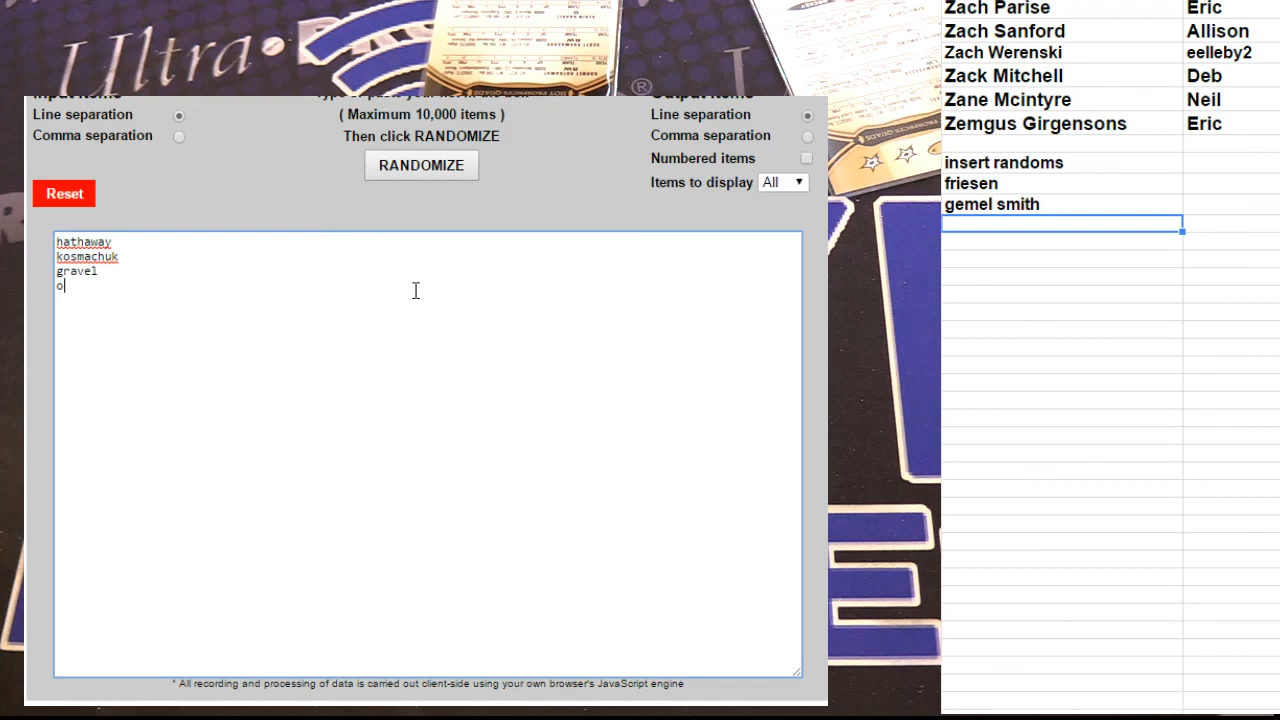 Ultra
®
Line separation
Comma separation
( Maximum 10,000 items )
Then click RANDOMIZE
RANDOMIZE
Line separation
Comma separation
Numbered items
Items to display All
Reset
hathaway
kosmachuk
gravel
o
* All recording and processing of data is carried out client-side using your own browser's JavaScript engine
Zach Parise Eric
Zach Sanford Allison
Zach Werenski eelleby2
Zack Mitchell Deb
Zane Mcintyre Neil
Zemgus Girgensons Eric
insert randoms
friesen
gemel smith